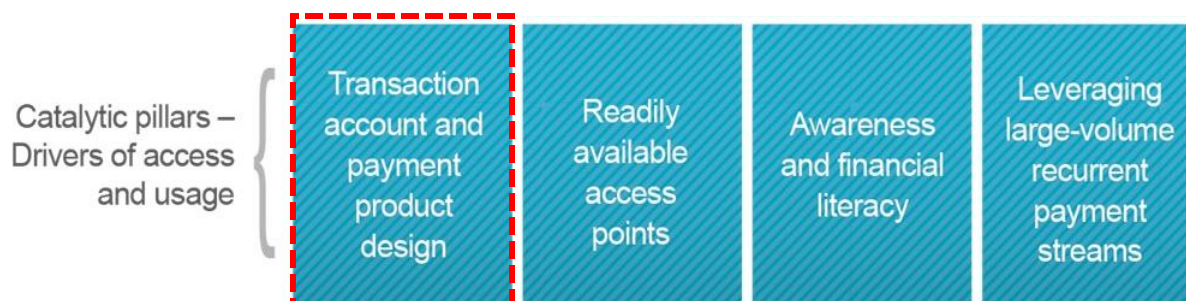 Catalytic pillars –
Drivers of access
and usage
Transaction
account and
payment
product
design
Readily
available
access
points
Awareness
and financial
literacy
Leveraging
large-volume
recurrent
payment
streams